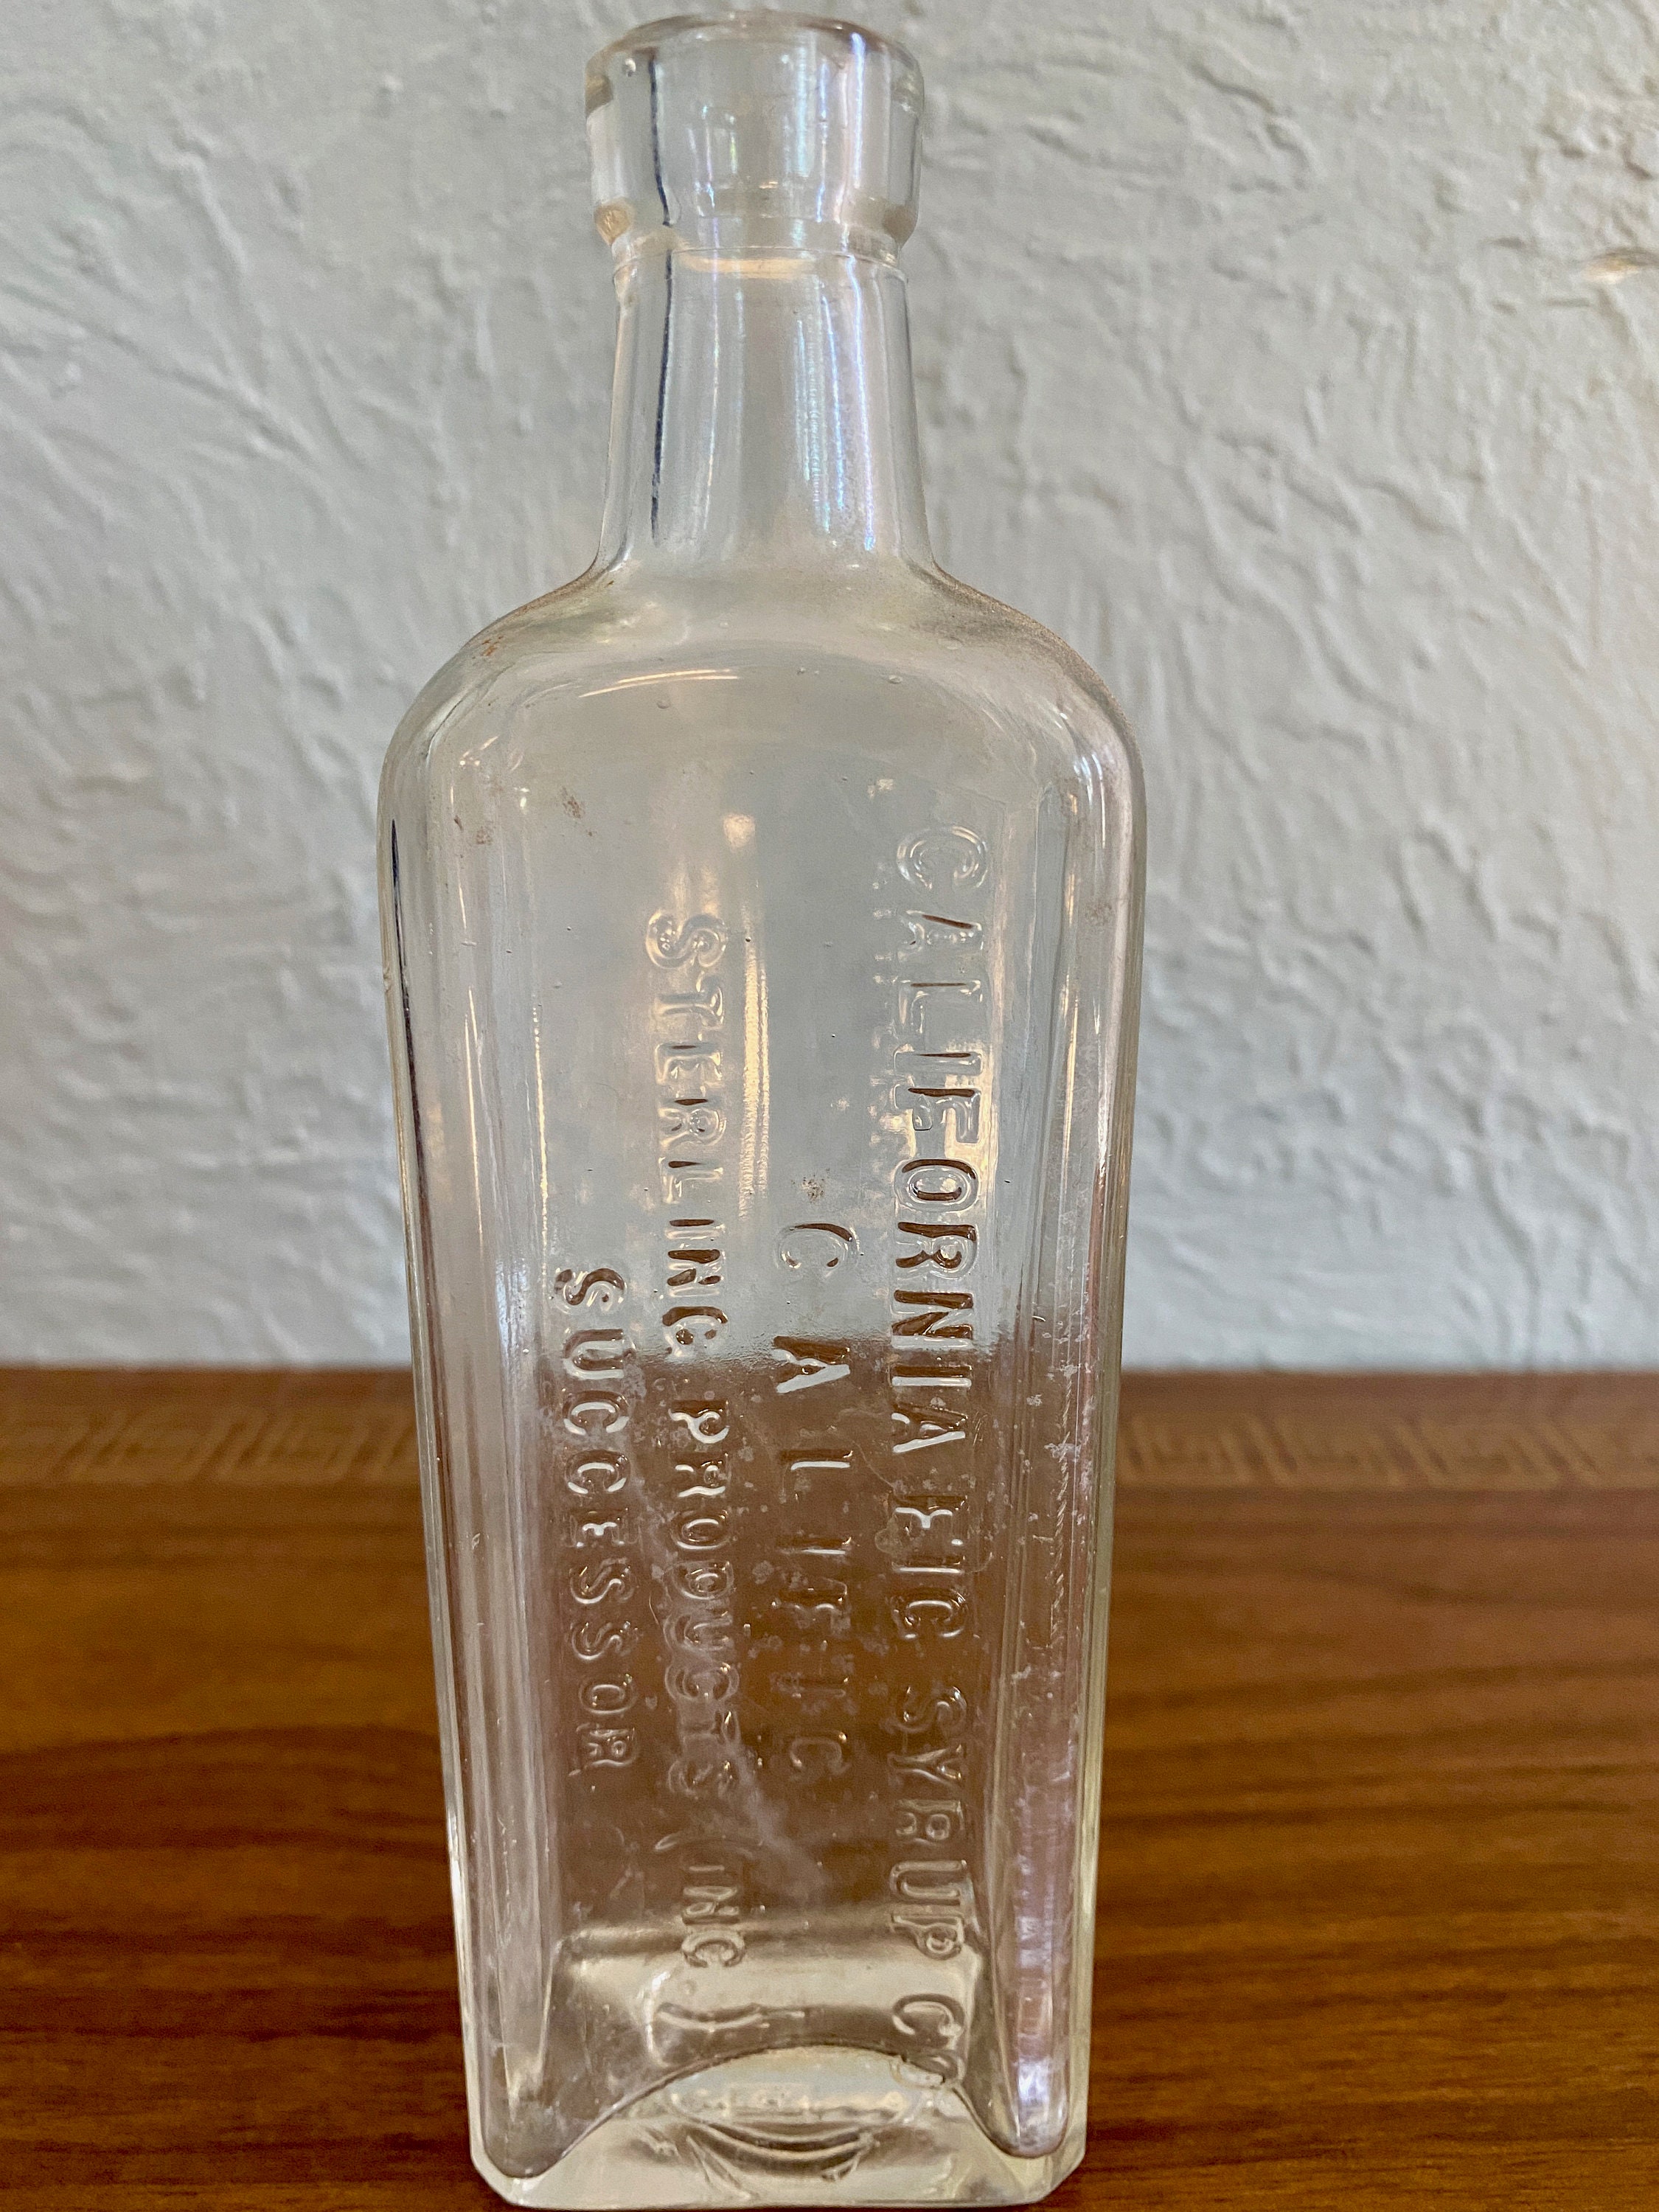 CALIFORNIA FIG SYRUP CO
CALIFIG
STERLING PRODUCTS (INC.)
SUCCESSOR